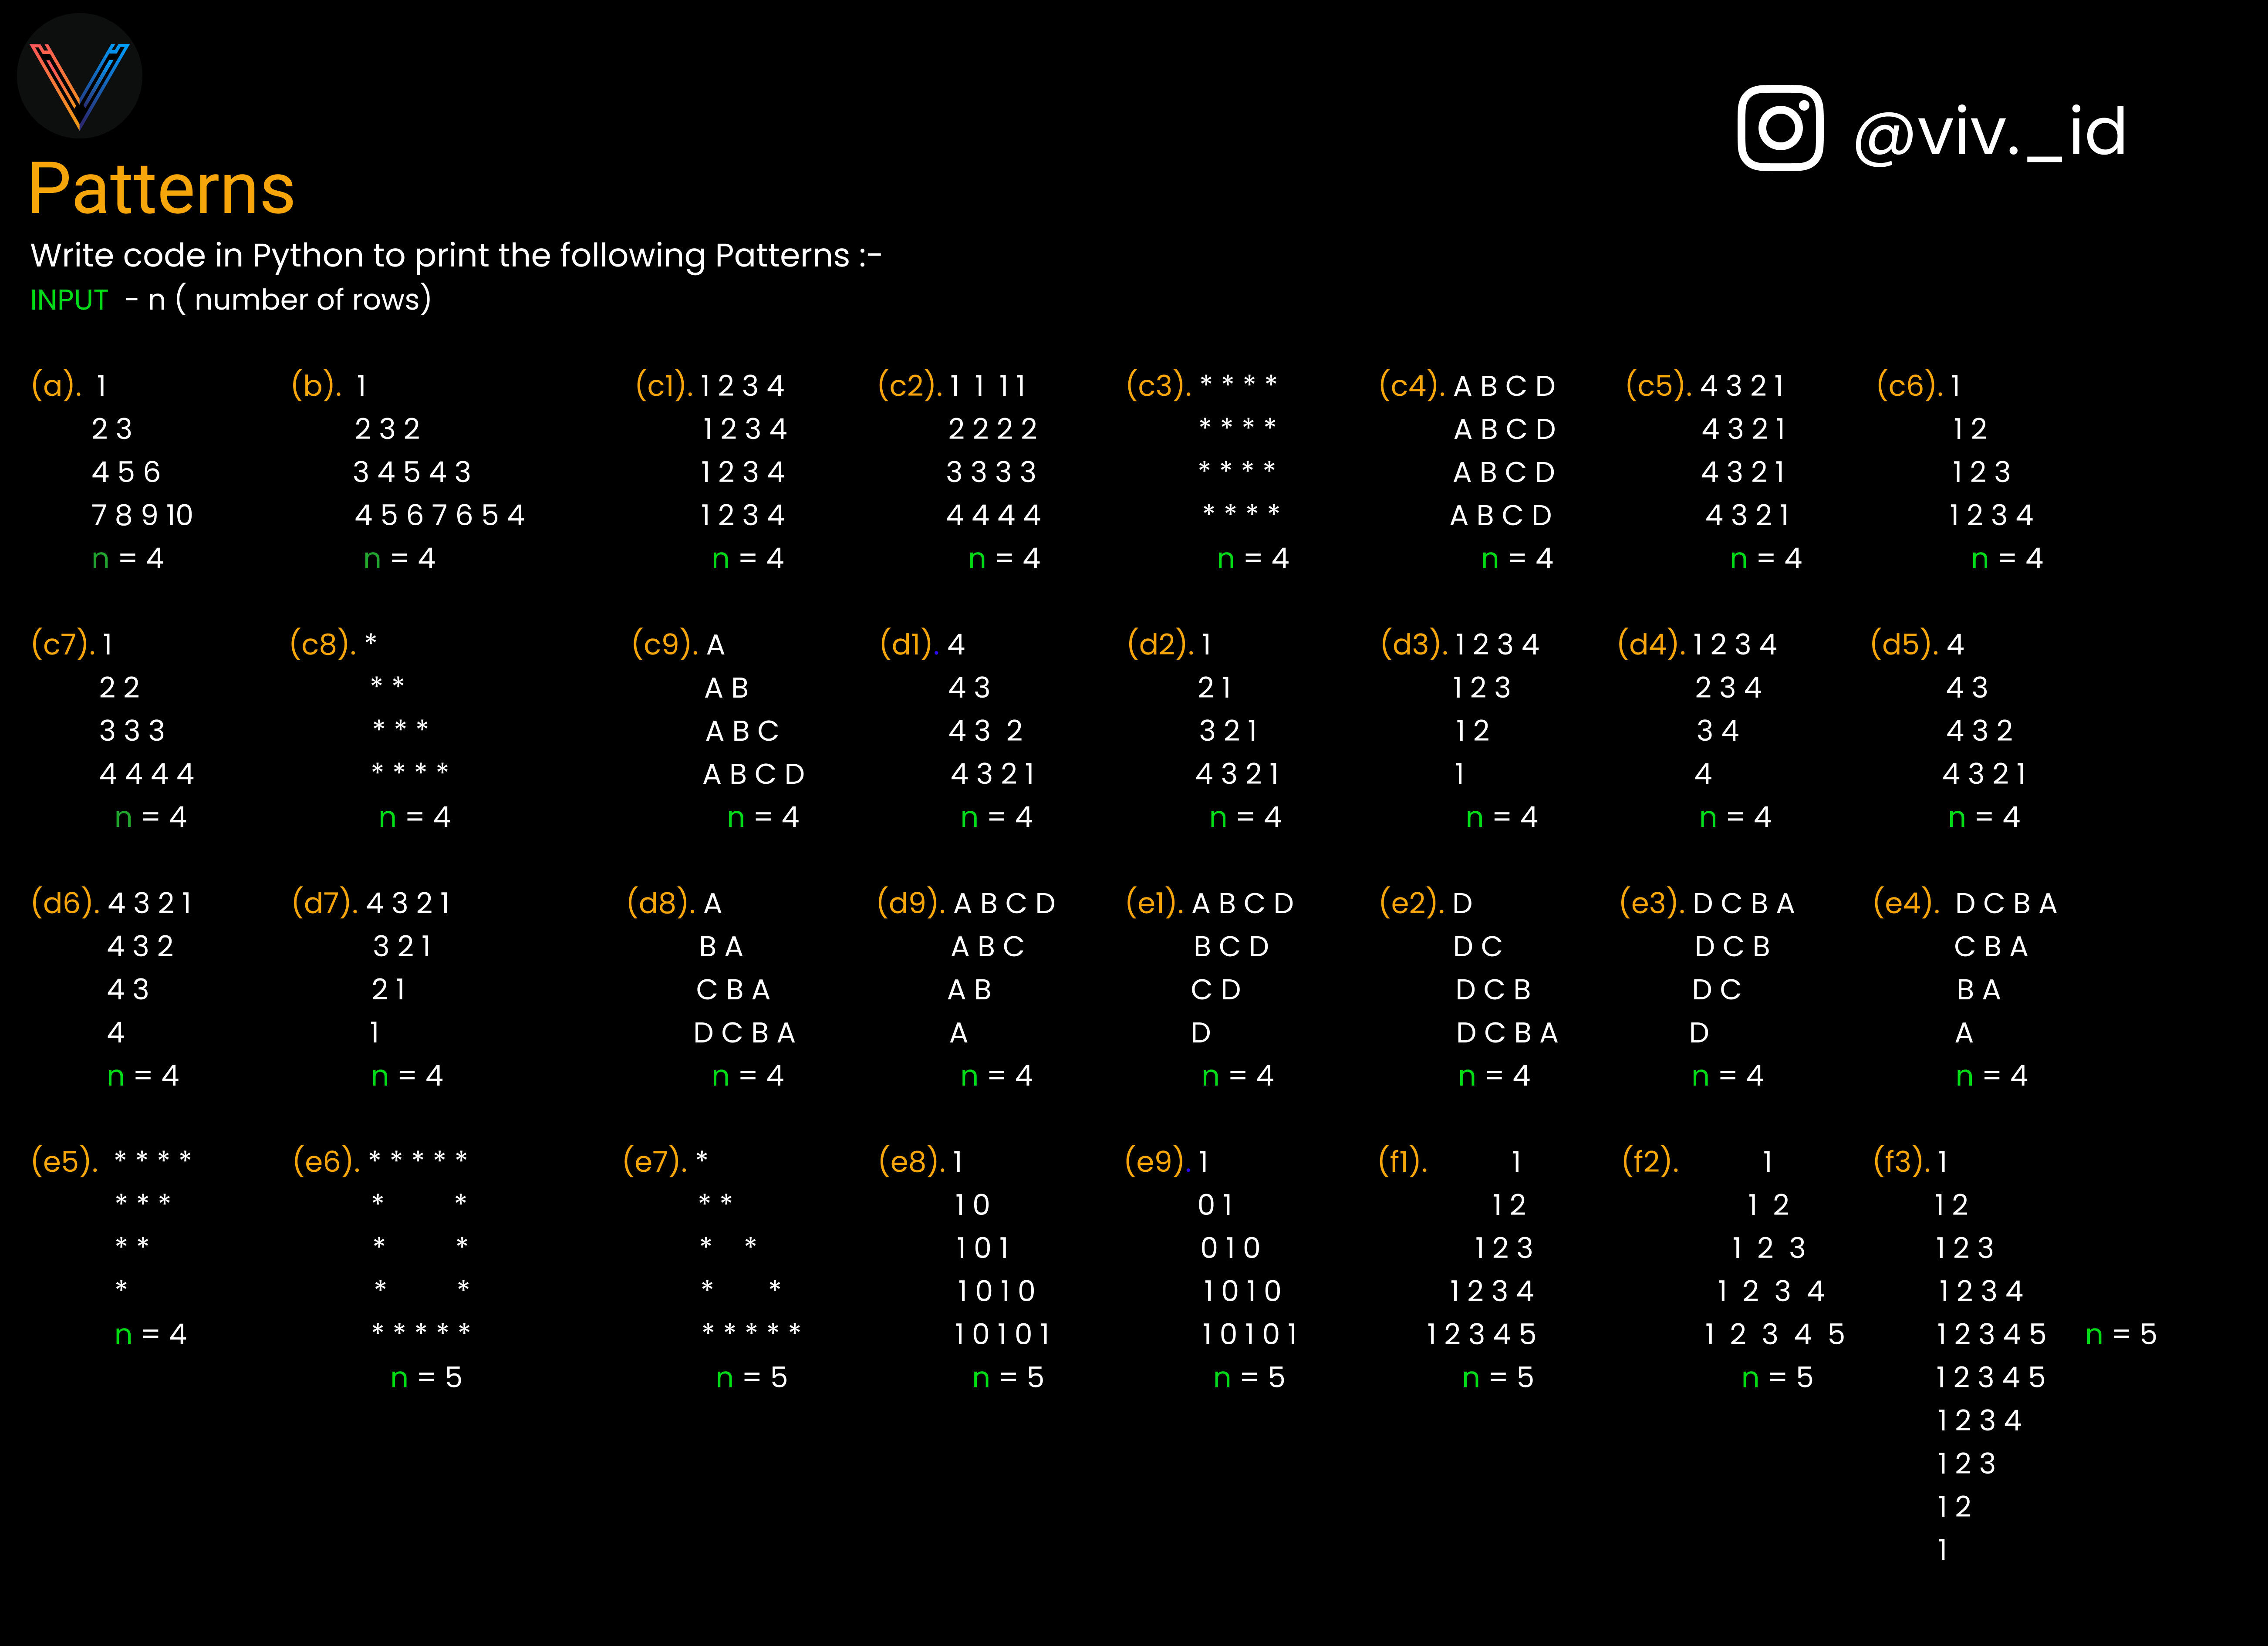 @viv._id
Patterns
Write code in Python to print the following Patterns :-
INPUT - n ( number of rows)
(a). 1
2 3
4 5 6
7 8 9 10
n = 4
(b). 1
2 3 2
3 4 5 4 3
4 5 6 7 6 5 4
n = 4
(c1). 1 2 3 4
1 2 3 4
1 2 3 4
1 2 3 4
n = 4
(c2). 1 1 1 1
2 2 2 2
3 3 3 3
4 4 4 4
n = 4
(c3). * * * *
* * * *
* * * *
* * * *
n = 4
(c4). A B C D
A B C D
A B C D
A B C D
n = 4
(c5). 4 3 2 1
4 3 2 1
4 3 2 1
4 3 2 1
n = 4
(c6). 1
1 2
1 2 3
1 2 3 4
n = 4
(c7). 1
2 2
3 3 3
4 4 4 4
n = 4
(c8). *
* *
* * *
* * * *
n = 4
(c9). A
A B
A B C
A B C D
n = 4
(d1). 4
4 3
4 3 2
4 3 2 1
n = 4
(d2). 1
2 1
3 2 1
4 3 2 1
n = 4
(d3). 1 2 3 4
1 2 3
1 2
1
n = 4
(d4). 1 2 3 4
2 3 4
3 4
4
n = 4
(d5). 4
4 3
4 3 2
4 3 2 1
n = 4
(d6). 4 3 2 1
4 3 2
4 3
4
n = 4
(d7). 4 3 2 1
3 2 1
2 1
1
n = 4
(d8). A
B A
C B A
D C B A
n = 4
(d9). A B C D
A B C
A B
A
n = 4
(e1). A B C D
B C D
C D
D
n = 4
(e2). D
D C
D C B
D C B A
n = 4
(e3). D C B A
D C B
D C
D
n = 4
(e4). D C B A
C B A
B A
A
n = 4
(e5). * * * *
* * *
* *
*
n = 4
(e6). * * * * *
* *
* *
* *
* * * * *
n = 5
(e7). *
* *
* *
* *
* * * * *
n = 5
(e8). 1
1 0
1 0 1
1 0 1 0
1 0 1 0 1
n = 5
(e9). 1
0 1
0 1 0
1 0 1 0
1 0 1 0 1
n = 5
(f1). 1
1 2
1 2 3
1 2 3 4
1 2 3 4 5
n = 5
(f2). 1
1 2
1 2 3
1 2 3 4
1 2 3 4 5
n = 5
(f3). 1
1 2
1 2 3
1 2 3 4
1 2 3 4 5 n = 5
1 2 3 4 5
1 2 3 4
1 2 3
1 2
1